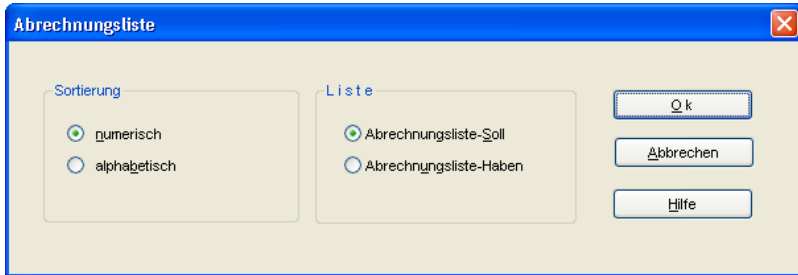 Abrechnungsliste
Sortierung
numerisch
alphabetisch
Liste
Abrechnungsliste-Soll
Abrechnungsliste-Haben
Ok
Abbrechen
Hilfe